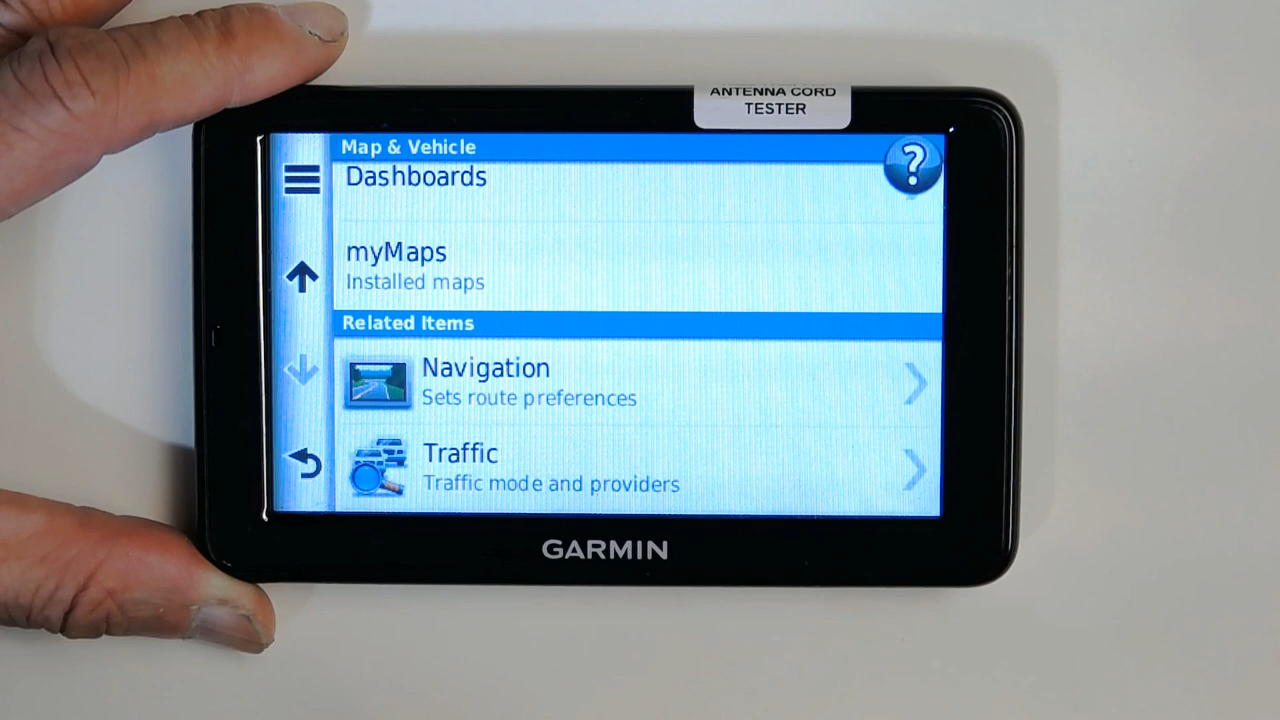 ANTENNA CORD
TESTER
Map & Vehicle
?
Dashboards
myMaps
Installed maps
Related Items
Navigation
Sets route preferences
Traffic
Traffic mode and providers
GARMIN